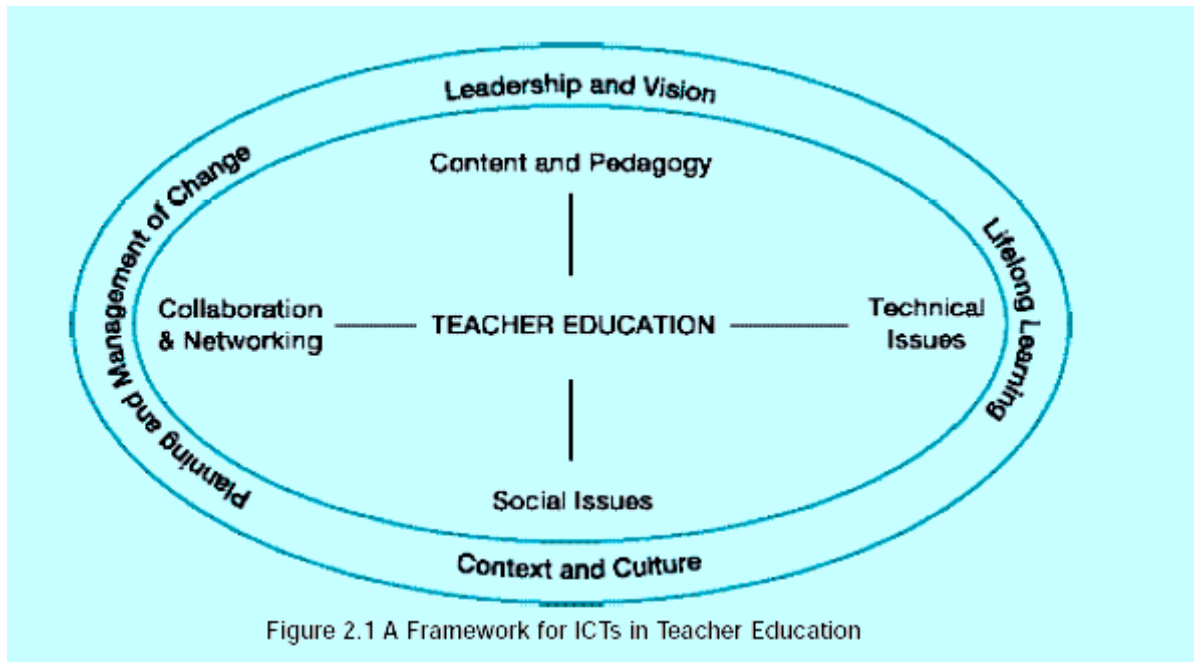 Leadership and Vision
Content and Pedagogy
Planning and Management of Change
Collaboration
& Networking
TEACHER EDUCATION
Technical
Issues
Lifelong Learning
Social Issues
Context and Culture
Figure 2.1 A Framework for ICTs in Teacher Education